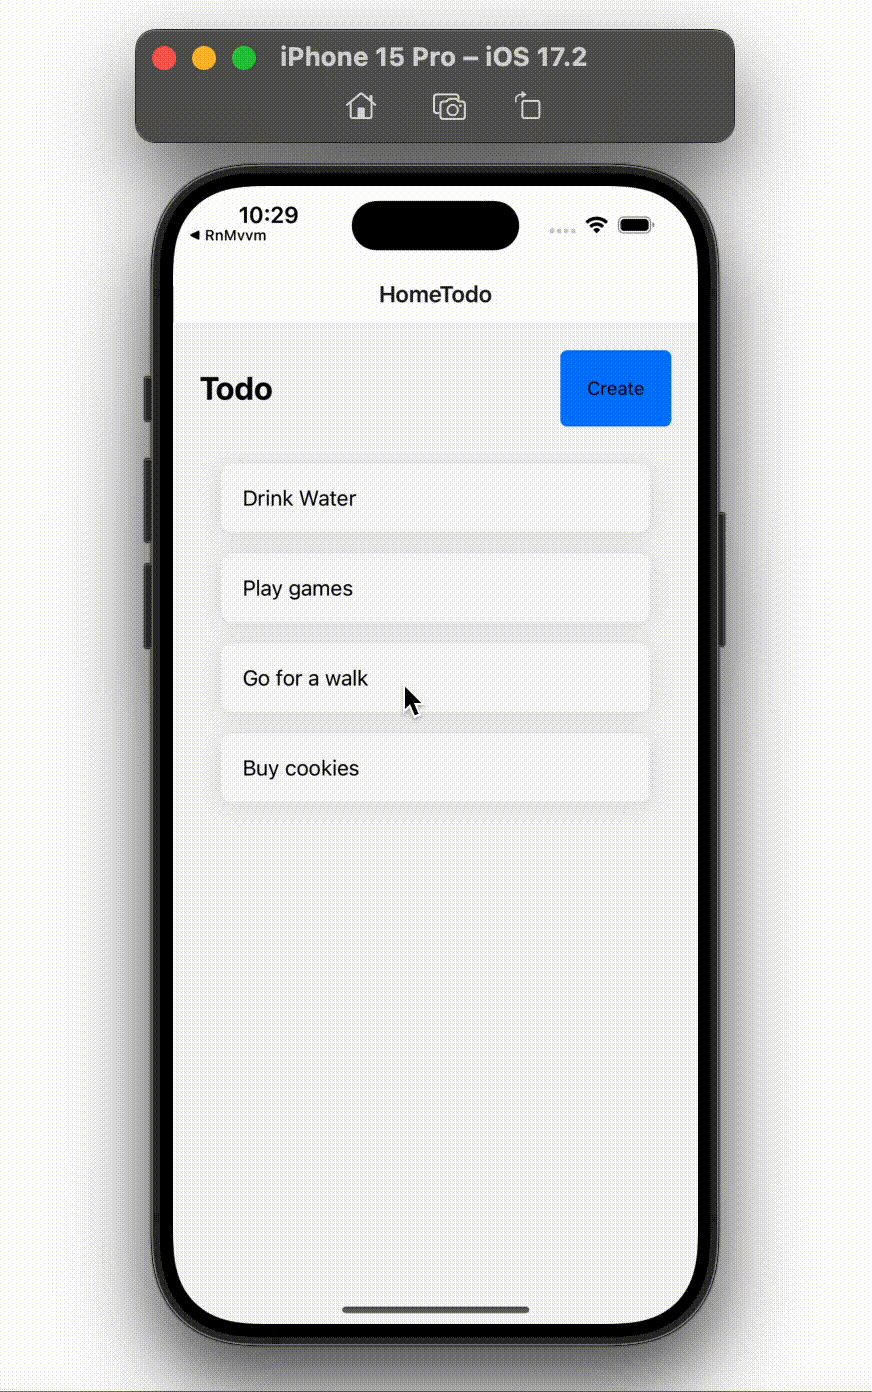 iPhone 15 Pro – iOS 17.2
10:29
◀ RnMvvm
HomeTodo
Todo
Create
Drink Water
Play games
Go for a walk
Buy cookies